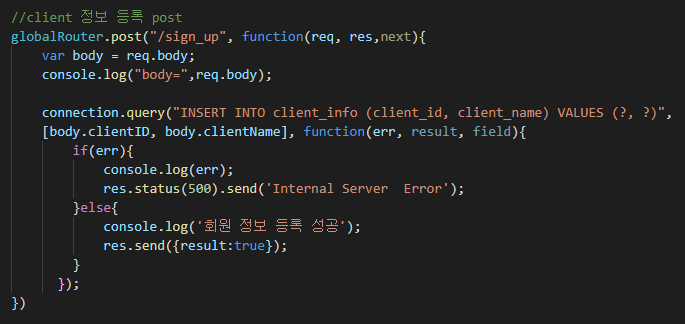 //client 정보 등록 post
globalRouter.post("/sign_up", function(req, res,next){
    var body = req.body;
    console.log("body=",req.body);

    connection.query("INSERT INTO client_info (client_id, client_name) VALUES (?, ?)",
    [body.clientID, body.clientName], function(err, result, field){
        if(err){
            console.log(err);
            res.status(500).send('Internal Server  Error');
        }else{
            console.log('회원 정보 등록 성공');
            res.send({result:true});
        }
      });
})